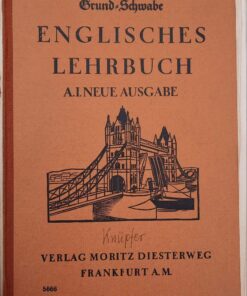 Grund-Schwabe
ENGLISCHES
LEHRBUCH
A.I. NEUE AUSGABE
Knüpfer
VERLAG MORITZ DIESTERWEG
FRANKFURT A.M.
5666